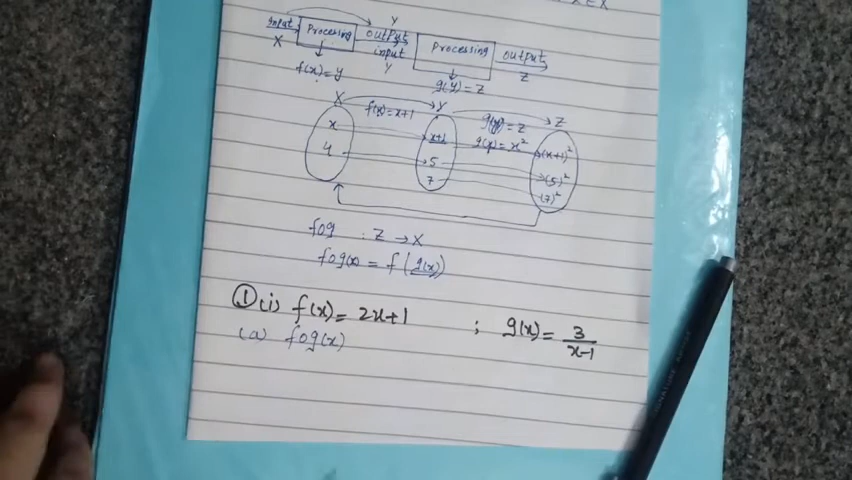 x ∈ X
Y
input Processing output Processing output
X input Z
f(x)=y Y g(y)=z
X f(x)=x+1 Y g(y)=z Z
x x+1 g(y)=x² (x+1)²
4 5 (5)²
7 (7)²
fog : Z → X
fog(x) = f(g(x))
① (i) f(x)= 2x+1 ; g(x)= 3/(x-1)
(a) fog(x)